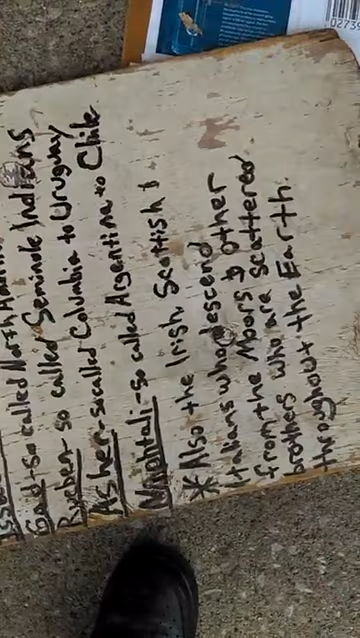 Gad-so called North
Reuben-so called Seminole Indians
Asher-so called Columbia to Uruguay
Naphtali-so called Argentina to Chile
* Also the Irish Scottish &
Italians who descend
from the Moors & other
brothers who are scattered
throughout the Earth.
02739